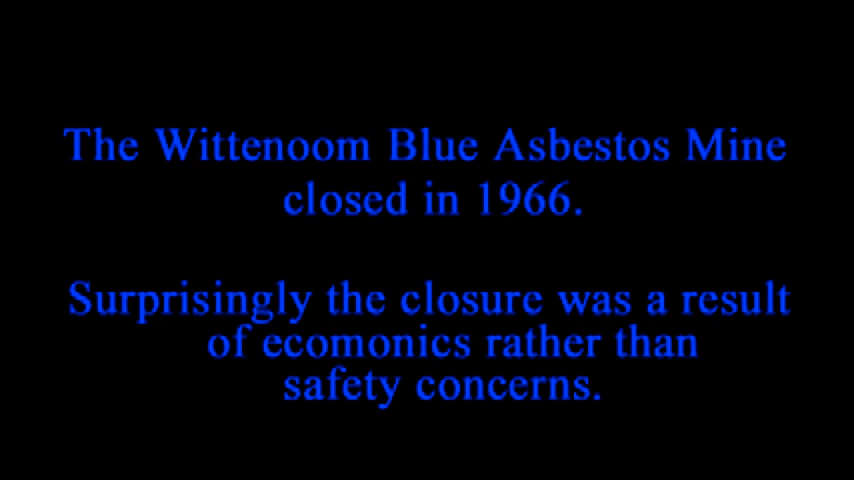 The Wittenoom Blue Asbestos Mine
closed in 1966.
Surprisingly the closure was a result
of ecomonics rather than
safety concerns.